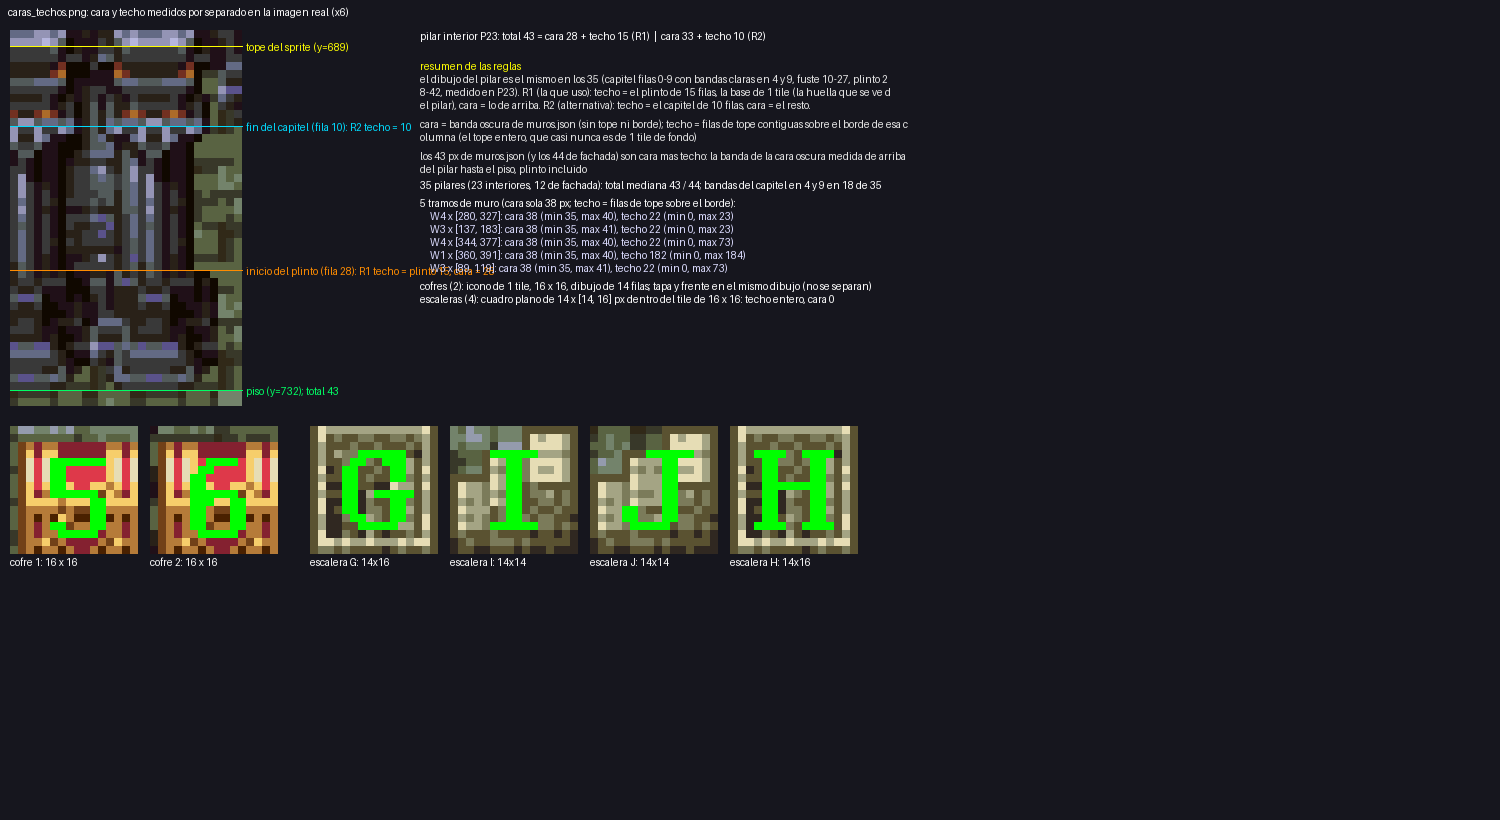 caras_techos.png: cara y techo medidos por separado en la imagen real (x6)
tope del sprite (y=689)
fin del capitel (fila 10): R2 techo = 10
inicio del plinto (fila 28): R1 techo = plinto 15, cara = 28
piso (y=732); total 43
pilar interior P23: total 43 = cara 28 + techo 15 (R1) | cara 33 + techo 10 (R2)
resumen de las reglas
el dibujo del pilar es el mismo en los 35 (capitel filas 0-9 con bandas claras en 4 y 9, fuste 10-27, plinto 2
8-42, medido en P23). R1 (la que uso): techo = el plinto de 15 filas, la base de 1 tile (la huella que se ve d
el pilar), cara = lo de arriba. R2 (alternativa): techo = el capitel de 10 filas, cara = el resto.
cara = banda oscura de muros.json (sin tope ni borde); techo = filas de tope contiguas sobre el borde de esa c
olumna (el tope entero, que casi nunca es de 1 tile de fondo)
los 43 px de muros.json (y los 44 de fachada) son cara mas techo: la banda de la cara oscura medida de arriba
del pilar hasta el piso, plinto incluido
35 pilares (23 interiores, 12 de fachada): total mediana 43 / 44; bandas del capitel en 4 y 9 en 18 de 35
5 tramos de muro (cara sola 38 px; techo = filas de tope sobre el borde):
W4 x [280, 327]: cara 38 (min 35, max 40), techo 22 (min 0, max 23)
W3 x [137, 183]: cara 38 (min 35, max 41), techo 22 (min 0, max 23)
W4 x [344, 377]: cara 38 (min 35, max 40), techo 22 (min 0, max 73)
W1 x [360, 391]: cara 38 (min 35, max 40), techo 182 (min 0, max 184)
W3 x [89, 119]: cara 38 (min 35, max 41), techo 22 (min 0, max 73)
cofres (2): icono de 1 tile, 16 x 16, dibujo de 14 filas; tapa y frente en el mismo dibujo (no se separan)
escaleras (4): cuadro plano de 14 x [14, 16] px dentro del tile de 16 x 16: techo entero, cara 0
5 6 G I J H
cofre 1: 16 x 16
cofre 2: 16 x 16
escalera G: 14x16
escalera I: 14x14
escalera J: 14x14
escalera H: 14x16